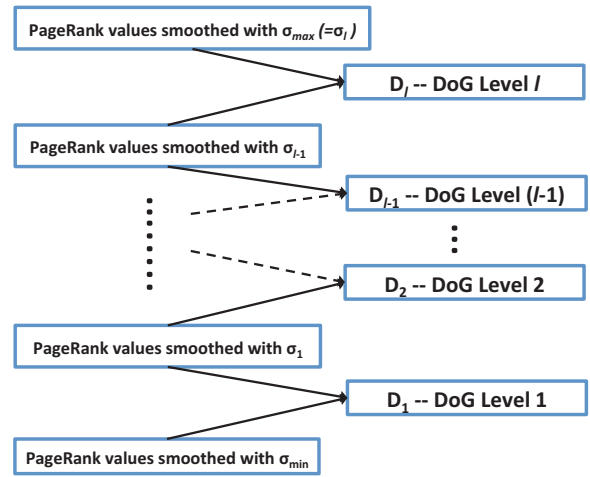 PageRank values smoothed with σmax (=σl )
Dl -- DoG Level l
PageRank values smoothed with σl-1
Dl-1 -- DoG Level (l-1)
D2 -- DoG Level 2
PageRank values smoothed with σ1
D1 -- DoG Level 1
PageRank values smoothed with σmin